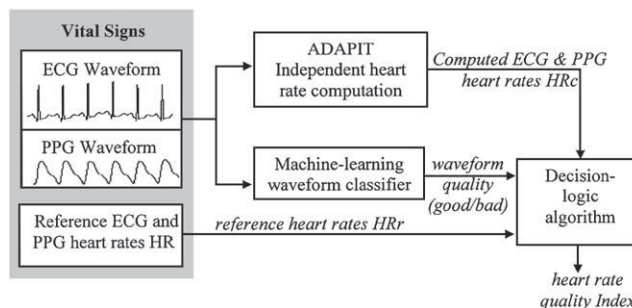 Vital Signs
ECG Waveform
PPG Waveform
Reference ECG and
PPG heart rates HR
ADAPIT
Independent heart
rate computation
Machine-learning
waveform classifier
Computed ECG & PPG
heart rates HRc
waveform
quality
(good/bad)
reference heart rates HRr
Decision-
logic
algorithm
heart rate
quality Index